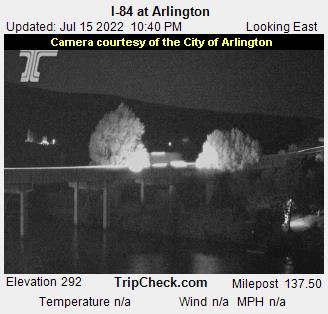 I-84 at Arlington
Updated: Jul 15 2022 10:40 PM Looking East
Camera courtesy of the City of Arlington
Elevation 292 TripCheck.com Milepost 137.50
Temperature n/a Wind n/a MPH n/a